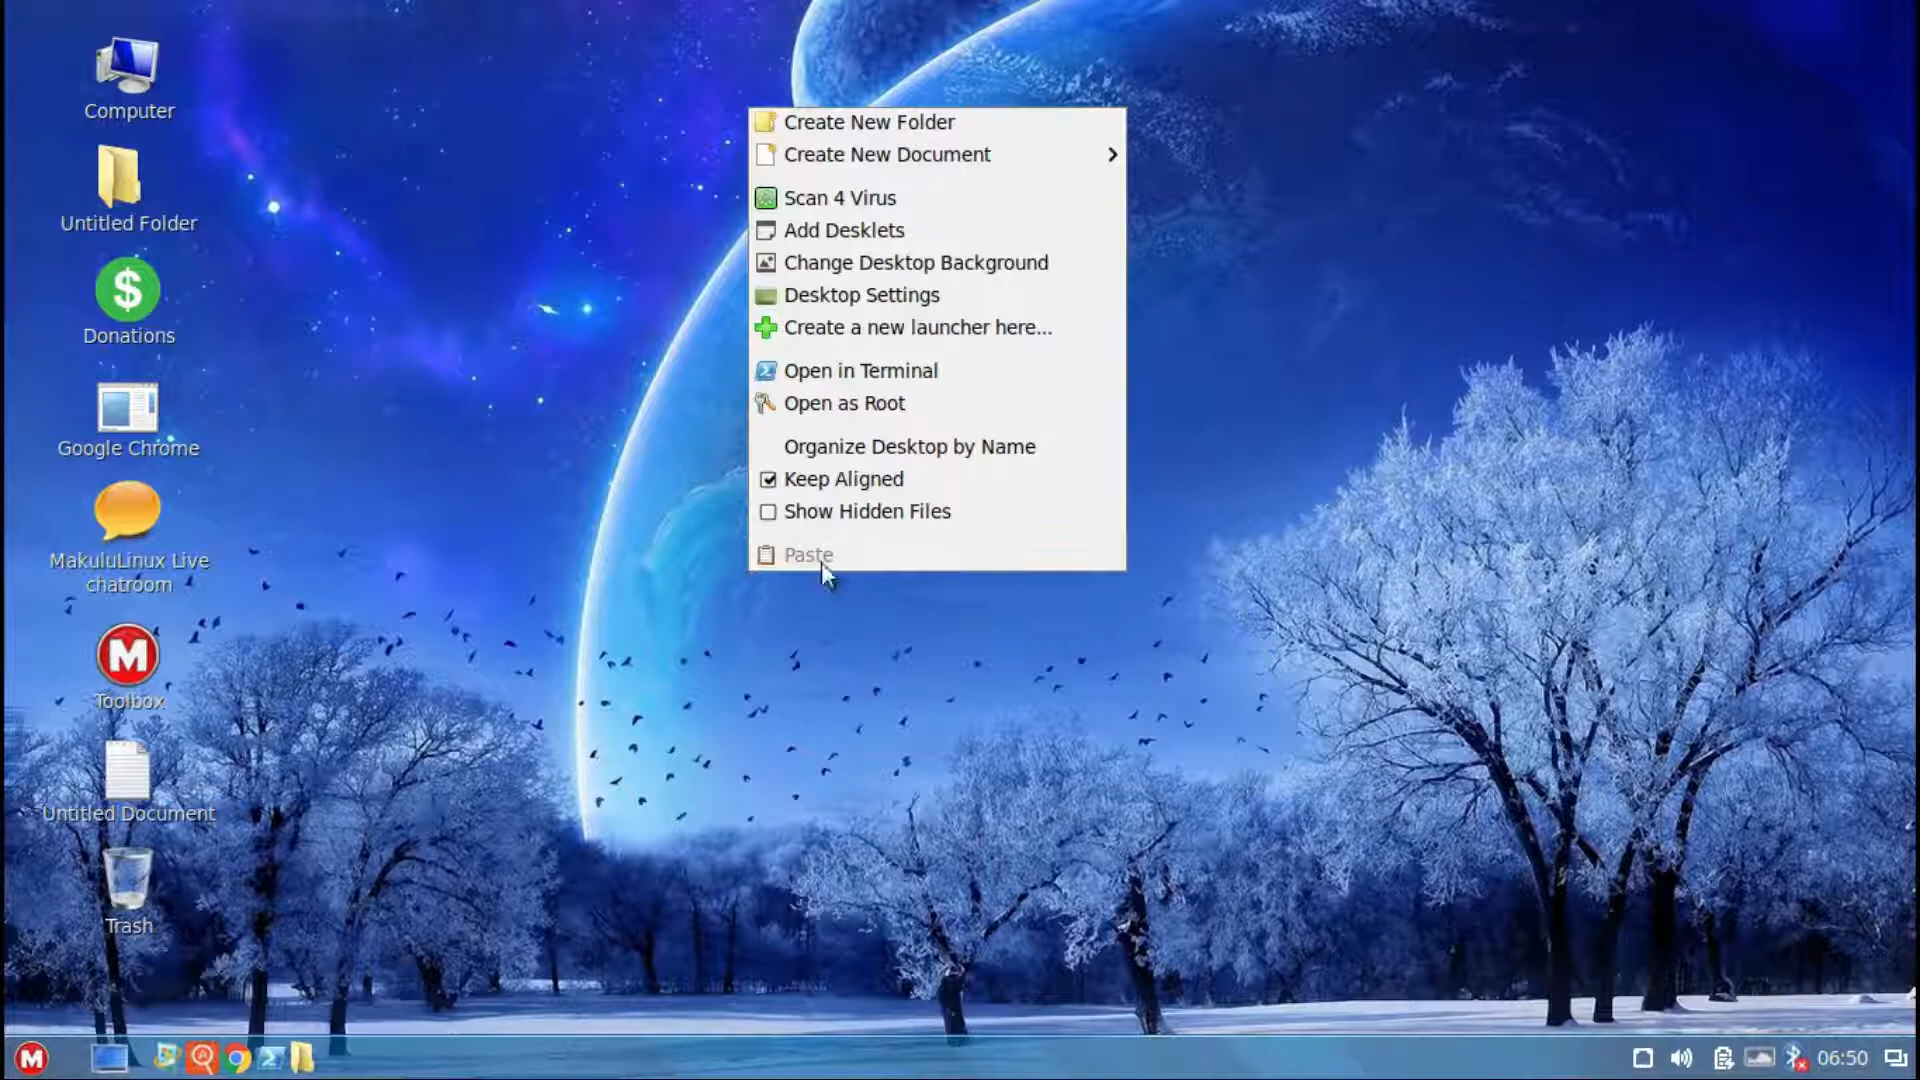 Computer
Untitled Folder
$
Donations
Google Chrome
MakuluLinux Live
chatroom
M
Toolbox
Untitled Document
Trash
Create New Folder
Create New Document
Scan 4 Virus
Add Desklets
Change Desktop Background
Desktop Settings
Create a new launcher here...
Open in Terminal
Open as Root
Organize Desktop by Name
Keep Aligned
Show Hidden Files
Paste
M
06:50